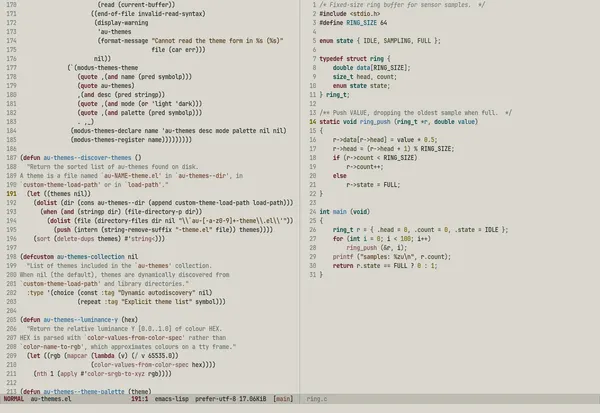 170 (read (current-buffer))
171 ((end-of-file invalid-read-syntax)
172 (display-warning
173 'au-themes
174 (format-message "Cannot read the theme form in %s (%s)"
175 file (car err)))
176 nil))
177 (`(modus-themes-theme
178 (quote ,(and name (pred symbolp)))
179 (quote au-themes)
180 ,(and desc (pred stringp))
181 (quote ,(and mode (or 'light 'dark)))
182 (quote ,(and palette (pred symbolp)))
183 . ,_)
184 (modus-themes-declare name 'au-themes desc mode palette nil nil)
185 (modus-themes-register name)))))))))
186
187 (defun au-themes--discover-themes ()
188 "Return the sorted list of au-themes found on disk.
189 A theme is a file named `au-NAME-theme.el' in `au-themes--dir', in
190 `custom-theme-load-path' or in `load-path'."
191 (let ((themes nil))
192 (dolist (dir (cons au-themes--dir (append custom-theme-load-path load-path)))
193 (when (and (stringp dir) (file-directory-p dir))
194 (dolist (file (directory-files dir nil "\\`au-[a-z0-9]+-theme\\.el\\'"))
195 (push (intern (string-remove-suffix "-theme.el" file)) themes))))
196 (sort (delete-dups themes) #'string<)))
197
198 (defcustom au-themes-collection nil
199 "List of themes included in the `au-themes' collection.
200 When nil (the default), themes are dynamically discovered from
201 `custom-theme-load-path' and library directories."
202 :type '(choice (const :tag "Dynamic autodiscovery" nil)
203 (repeat :tag "Explicit theme list" symbol)))
204
205 (defun au-themes-luminance-y (hex)
206 "Return the relative luminance Y [0.0..1.0] of colour HEX.
207 HEX is parsed with `color-values-from-color-spec' rather than
208 `color-name-to-rgb', which approximates colours on a tty frame."
209 (let ((rgb (mapcar (lambda (v) (/ v 65535.0))
210 (color-values-from-color-spec hex))))
211 (nth 1 (apply #'color-srgb-to-xyz rgb))))
212
213 (defun au-themes--theme-palette (theme)
NORMAL au-themes.el 191:1 emacs-lisp prefer-utf-8 17.06KiB [main]
1 /* Fixed-size ring buffer for sensor samples. */
2 #include <stdio.h>
3 #define RING_SIZE 64
4
5 enum state { IDLE, SAMPLING, FULL };
6
7 typedef struct ring {
8 double data[RING_SIZE];
9 size_t head, count;
10 enum state state;
11 } ring_t;
12
13 /** Push VALUE, dropping the oldest sample when full. */
14 static void ring_push (ring_t *r, double value)
15 {
16 r->data[r->head] = value + 0.5;
17 r->head = (r->head + 1) % RING_SIZE;
18 if (r->count < RING_SIZE)
19 r->count++;
20 else
21 r->state = FULL;
22 }
23
24 int main (void)
25 {
26 ring_t r = { .head = 0, .count = 0, .state = IDLE };
27 for (int i = 0; i < 100; i++)
28 ring_push (&r, i);
29 printf ("samples: %zu\n", r.count);
30 return r.state == FULL ? 0 : 1;
31 }
ring.c